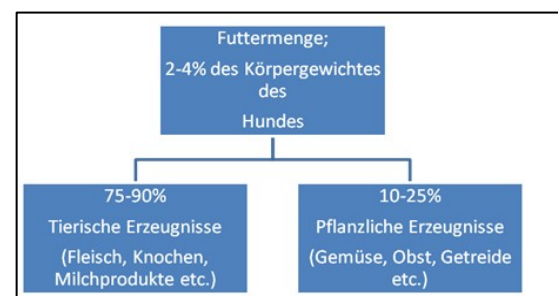 Futtermenge;
2-4% des Körpergewichtes
des
Hundes
75-90%
Tierische Erzeugnisse
(Fleisch, Knochen,
Milchprodukte etc.)
10-25%
Pflanzliche Erzeugnisse
(Gemüse, Obst, Getreide
etc.)